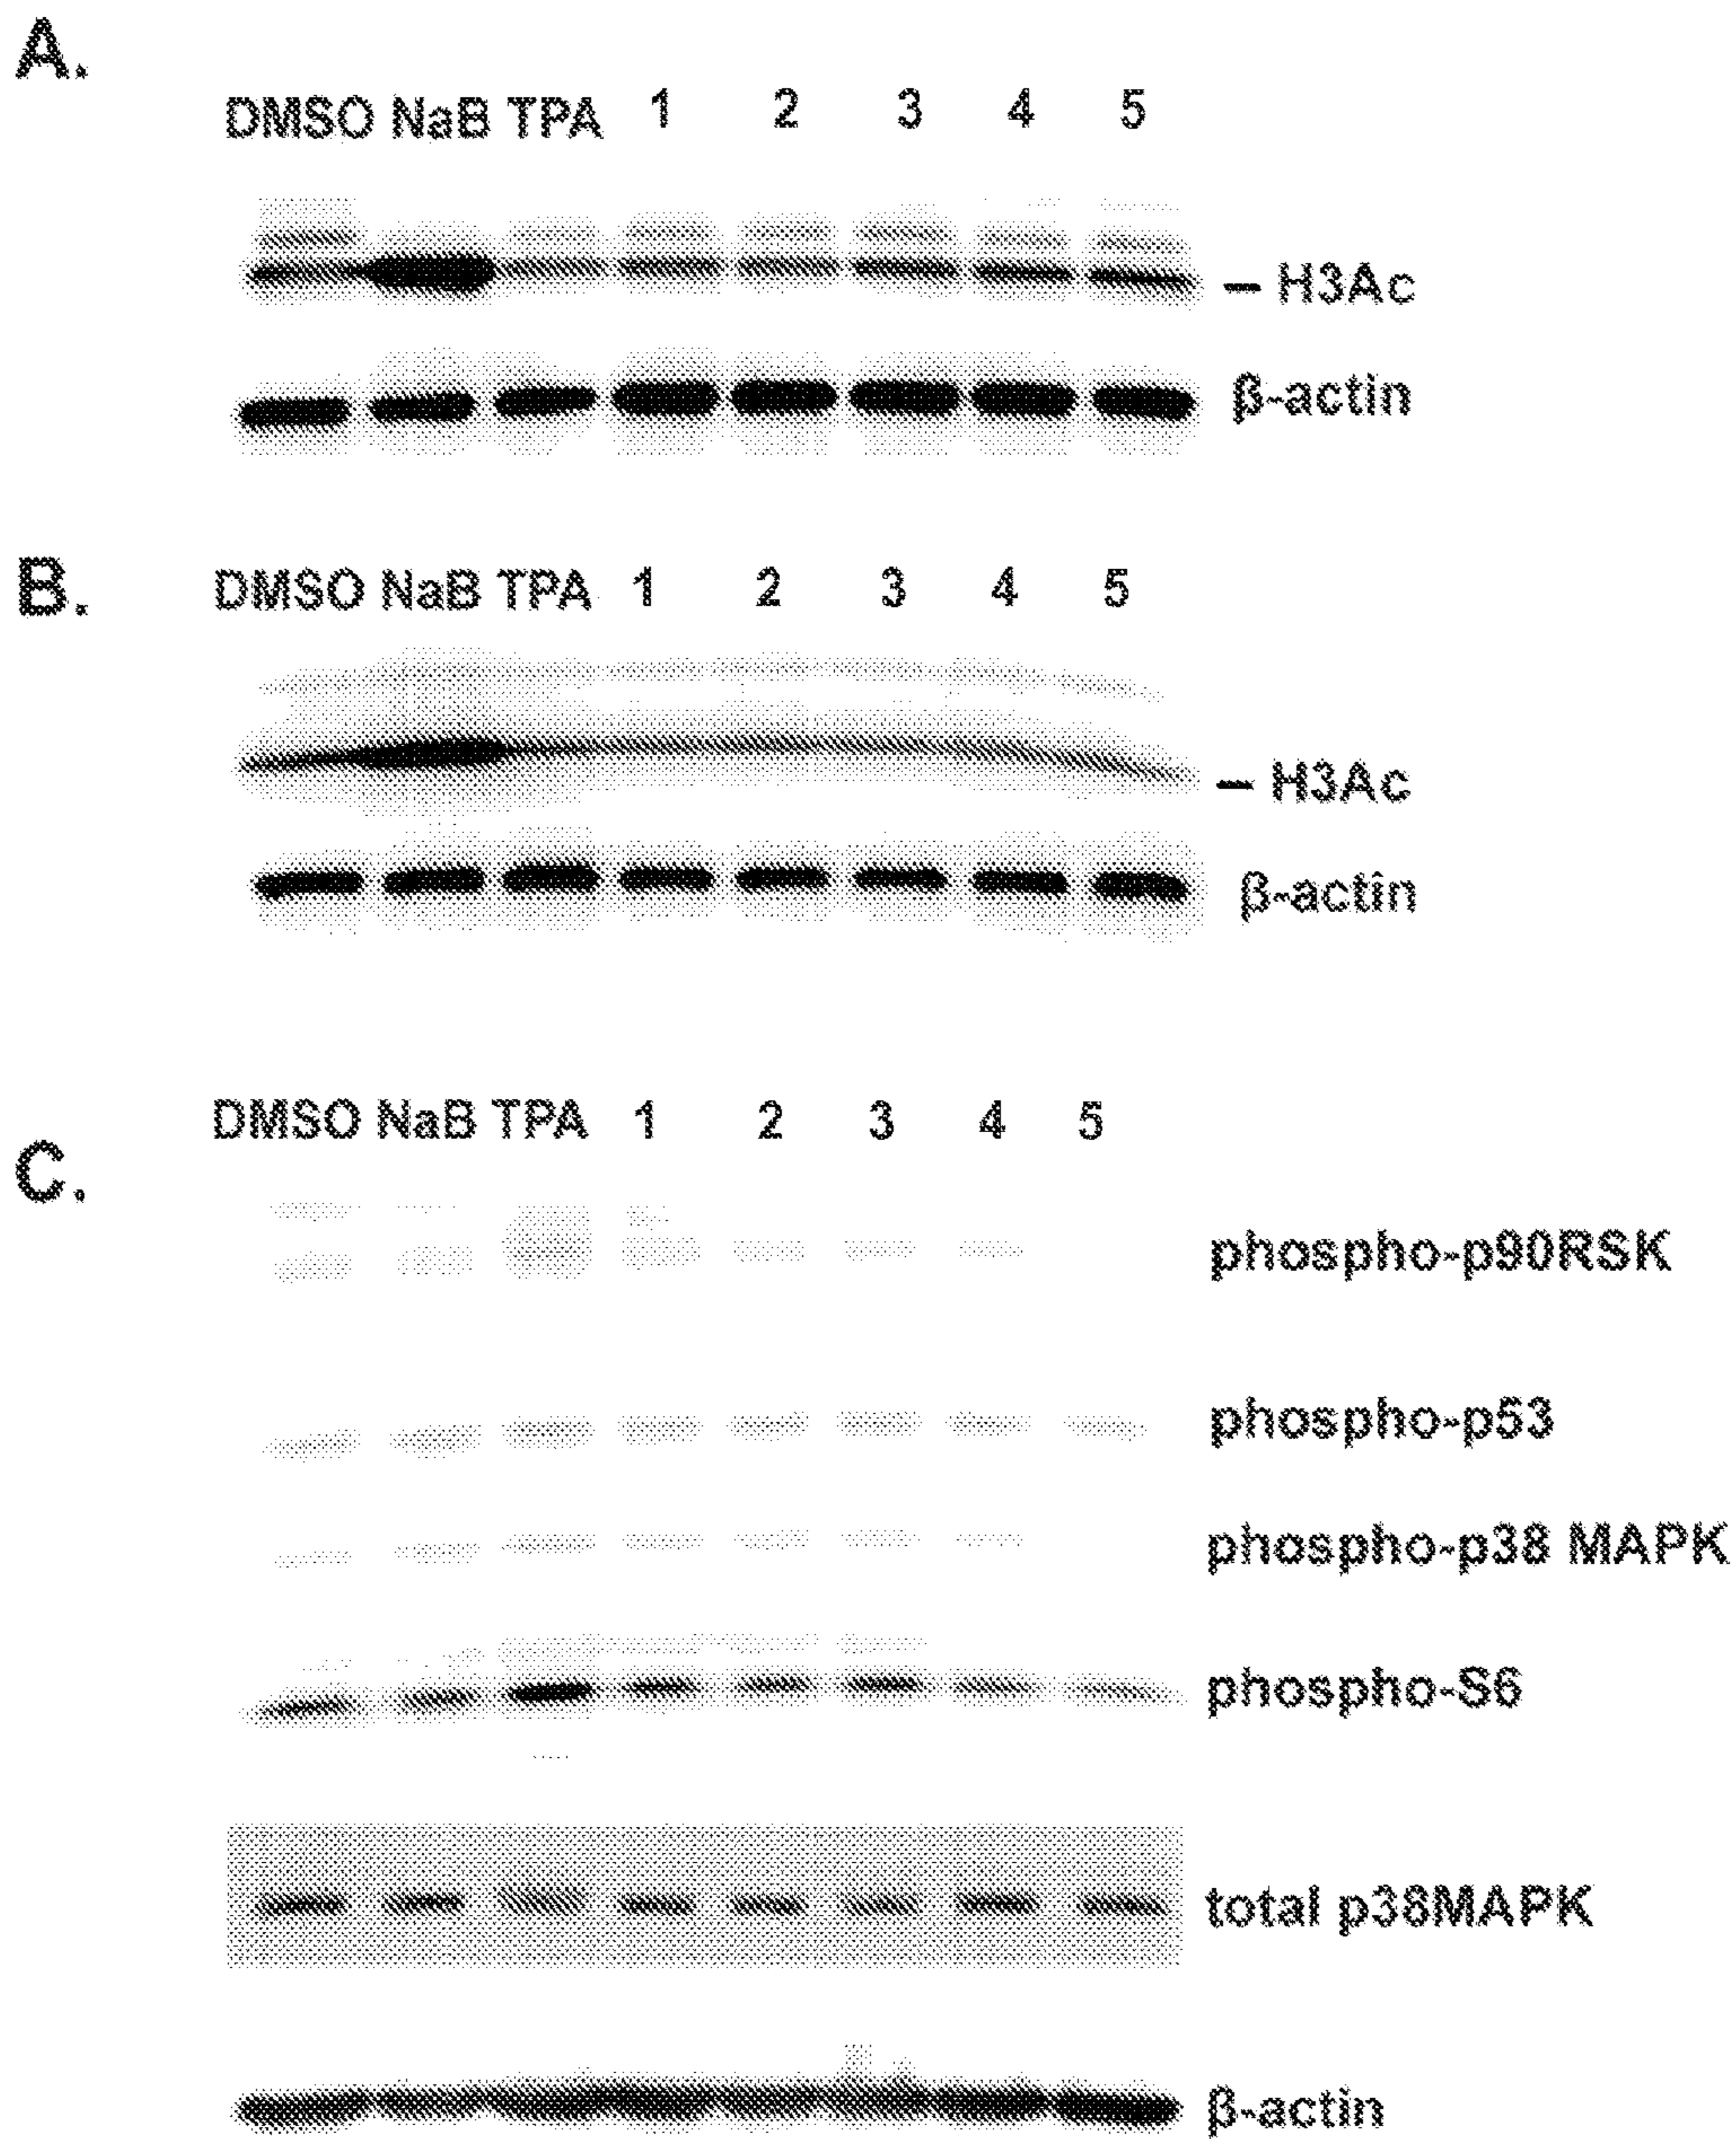 A.
DMSO NaB TPA 1 2 3 4 5
– H3Ac
β-actin
B.
DMSO NaB TPA 1 2 3 4 5
– H3Ac
β-actin
DMSO NaB TPA 1 2 3 4 5
C.
phospho-p90RSK
phospho-p53
phospho-p38 MAPK
phospho-S6
total p38MAPK
β-actin